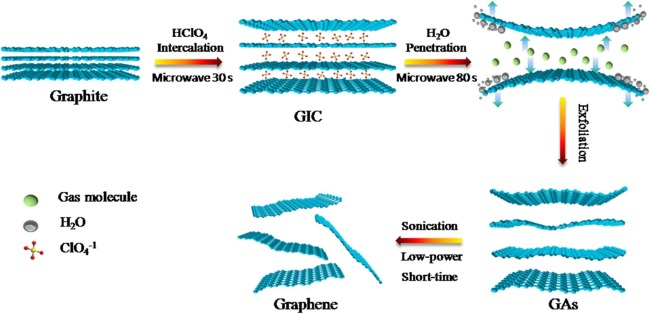 HClO₄
Intercalation
Microwave 30 s
H₂O
Penetration
Microwave 80 s
Graphite
GIC
Exfoliation
Gas molecule
H₂O
ClO₄⁻¹
Sonication
Low-power
Short-time
Graphene
GAs